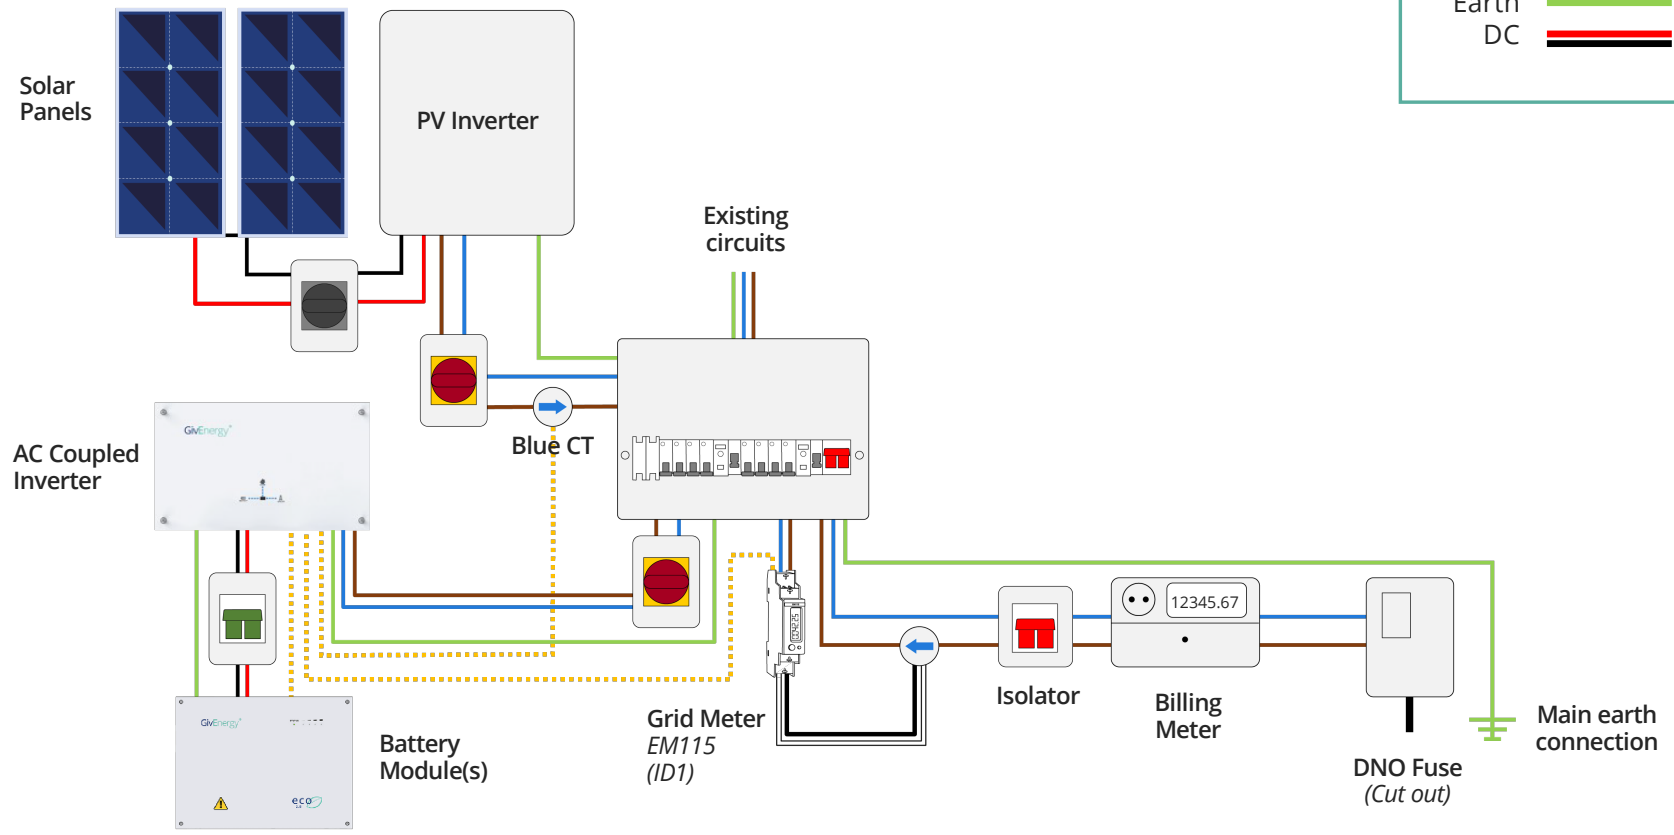 Earth
DC
Solar
Panels
PV Inverter
Existing
circuits
Blue CT
GivEnergy
AC Coupled
Inverter
12345.67
Isolator
Billing
Meter
Grid Meter
EM115
(ID1)
GivEnergy
eco
Battery
Module(s)
Main earth
connection
DNO Fuse
(Cut out)